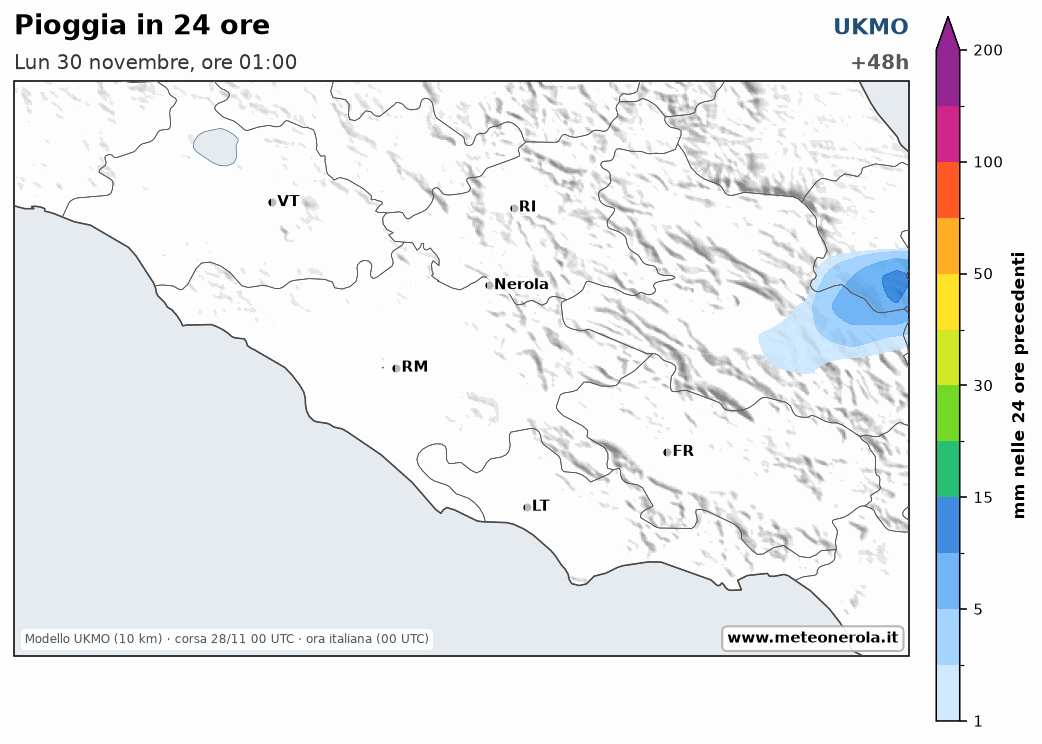 Pioggia in 24 ore
UKMO
Lun 30 novembre, ore 01:00
+48h
VT
RI
Nerola
RM
FR
LT
Modello UKMO (10 km) · corsa 28/11 00 UTC · ora italiana (00 UTC)
www.meteonerola.it
200
100
50
30
15
5
1
mm nelle 24 ore precedenti